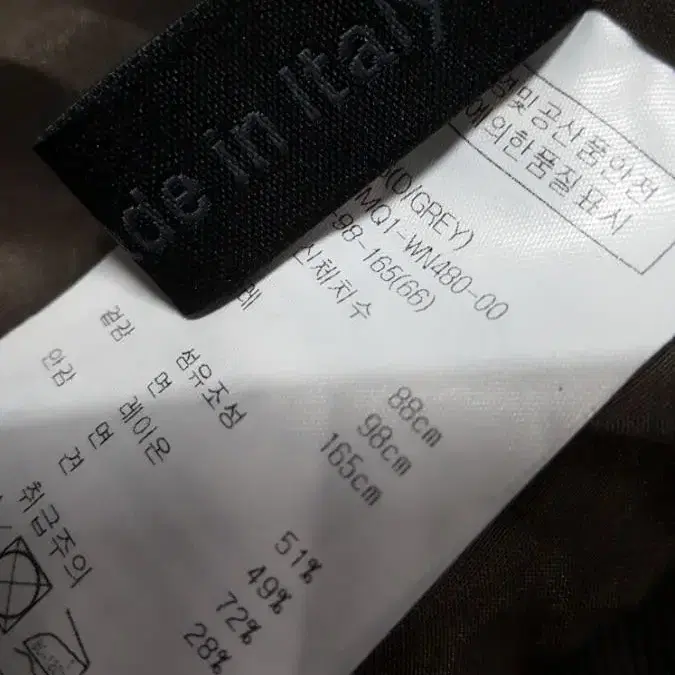 de in Italy
및공산품안전
에의한품질표시
(D/GREY)
MQ1-WN480-00
-98-165(66)
신체치수
88cm
98cm
165cm
섬유조성
겉감 면 51%
레이온 49%
안감 면 72%
견 28%
취급주의